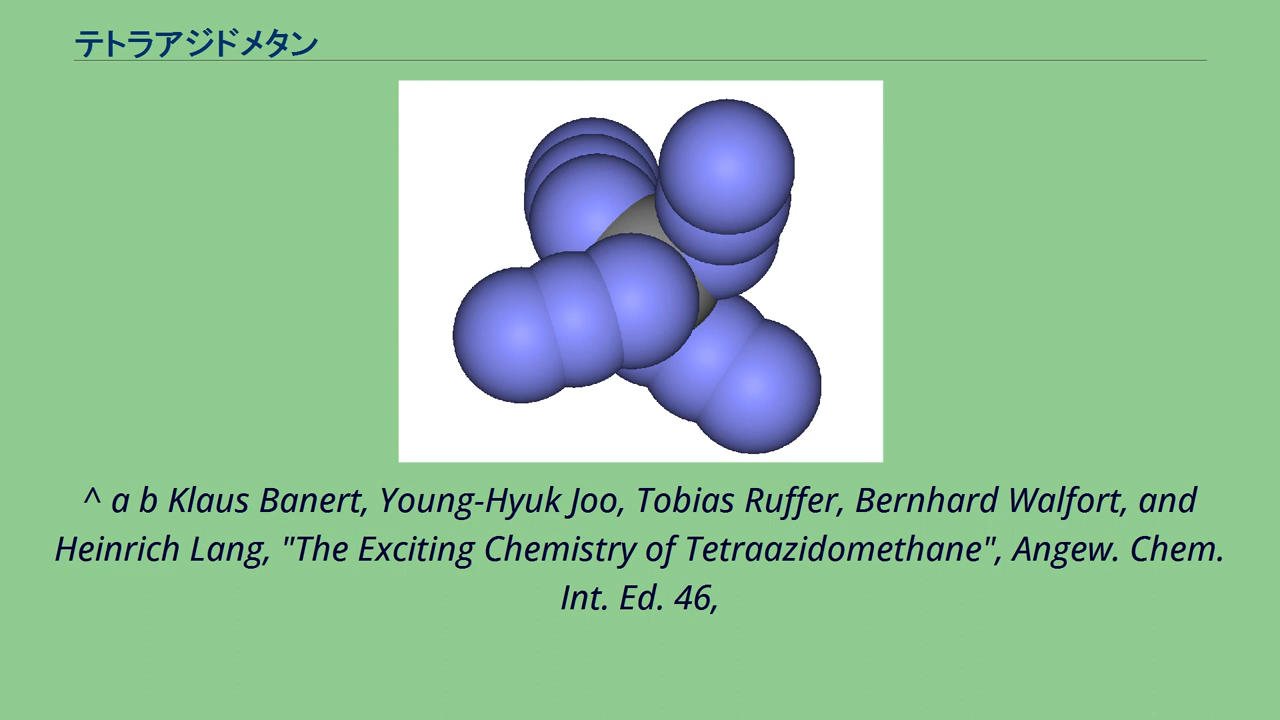 テトラアジドメタン
^ a b Klaus Banert, Young-Hyuk Joo, Tobias Ruffer, Bernhard Walfort, and
Heinrich Lang, "The Exciting Chemistry of Tetraazidomethane", Angew. Chem.
Int. Ed. 46,